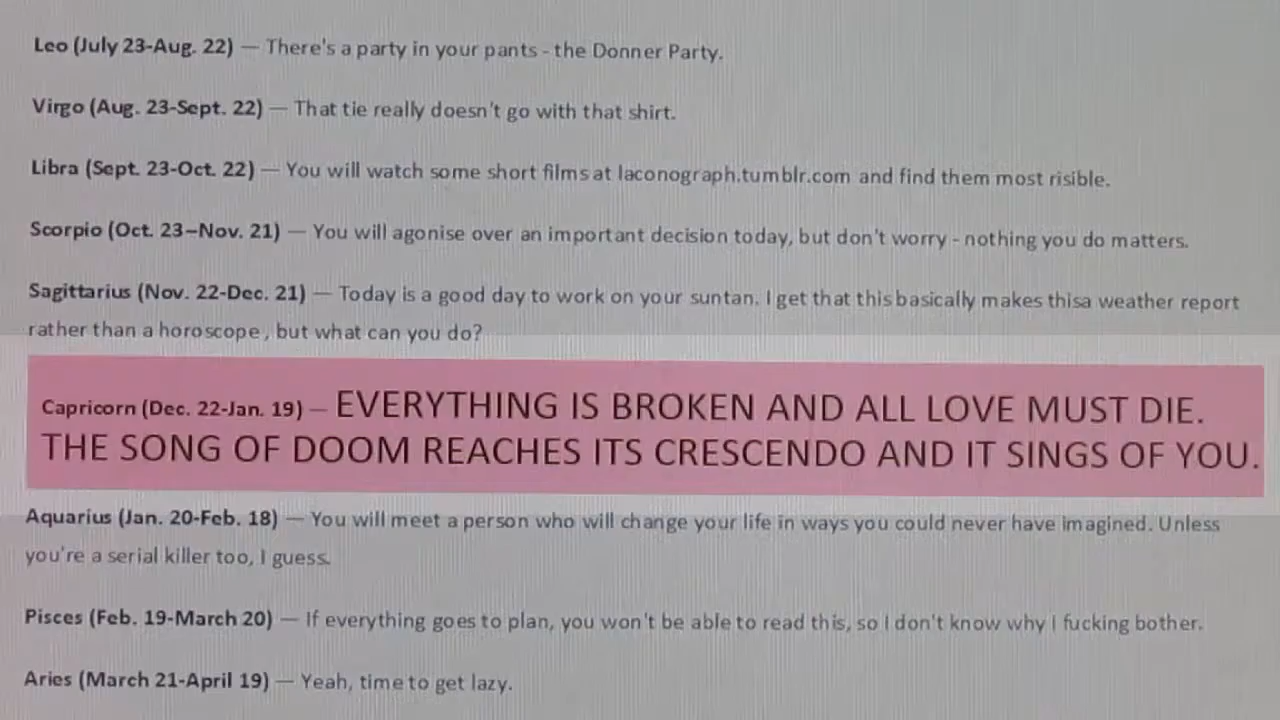 Leo (July 23-Aug. 22) — There's a party in your pants - the Donner Party.
Virgo (Aug. 23-Sept. 22) — That tie really doesn't go with that shirt.
Libra (Sept. 23-Oct. 22) — You will watch some short films at laconograph.tumblr.com and find them most risible.
Scorpio (Oct. 23–Nov. 21) — You will agonise over an important decision today, but don't worry - nothing you do matters.
Sagittarius (Nov. 22-Dec. 21) — Today is a good day to work on your suntan. I get that this basically makes thisa weather report
rather than a horoscope, but what can you do?
Capricorn (Dec. 22-Jan. 19) — EVERYTHING IS BROKEN AND ALL LOVE MUST DIE.
THE SONG OF DOOM REACHES ITS CRESCENDO AND IT SINGS OF YOU.
Aquarius (Jan. 20-Feb. 18) — You will meet a person who will change your life in ways you could never have imagined. Unless
you're a serial killer too, I guess.
Pisces (Feb. 19-March 20) — If everything goes to plan, you won't be able to read this, so I don't know why I fucking bother.
Aries (March 21-April 19) — Yeah, time to get lazy.